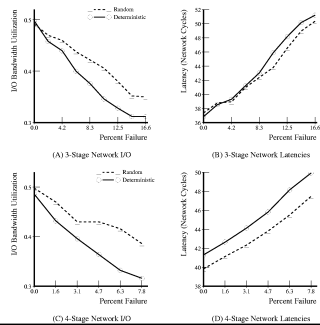 Random
Deterministic
I/O Bandwidth Utilization
0.5
0.4
0.3
0.0 4.2 8.3 12.5 16.6
Percent Failure
(A) 3-Stage Network I/O
Latency (Network Cycles)
52
50
48
46
44
42
40
38
36
0.0 4.2 8.3 12.5 16.6
Percent Failure
(B) 3-Stage Network Latencies
Random
Deterministic
I/O Bandwidth Utilization
0.5
0.4
0.3
0.0 1.6 3.1 4.7 6.3 7.8
Percent Failure
(C) 4-Stage Network I/O
Latency (Network Cycles)
50
48
46
44
42
40
38
0.0 1.6 3.1 4.7 6.3 7.8
Percent Failure
(D) 4-Stage Network Latencies